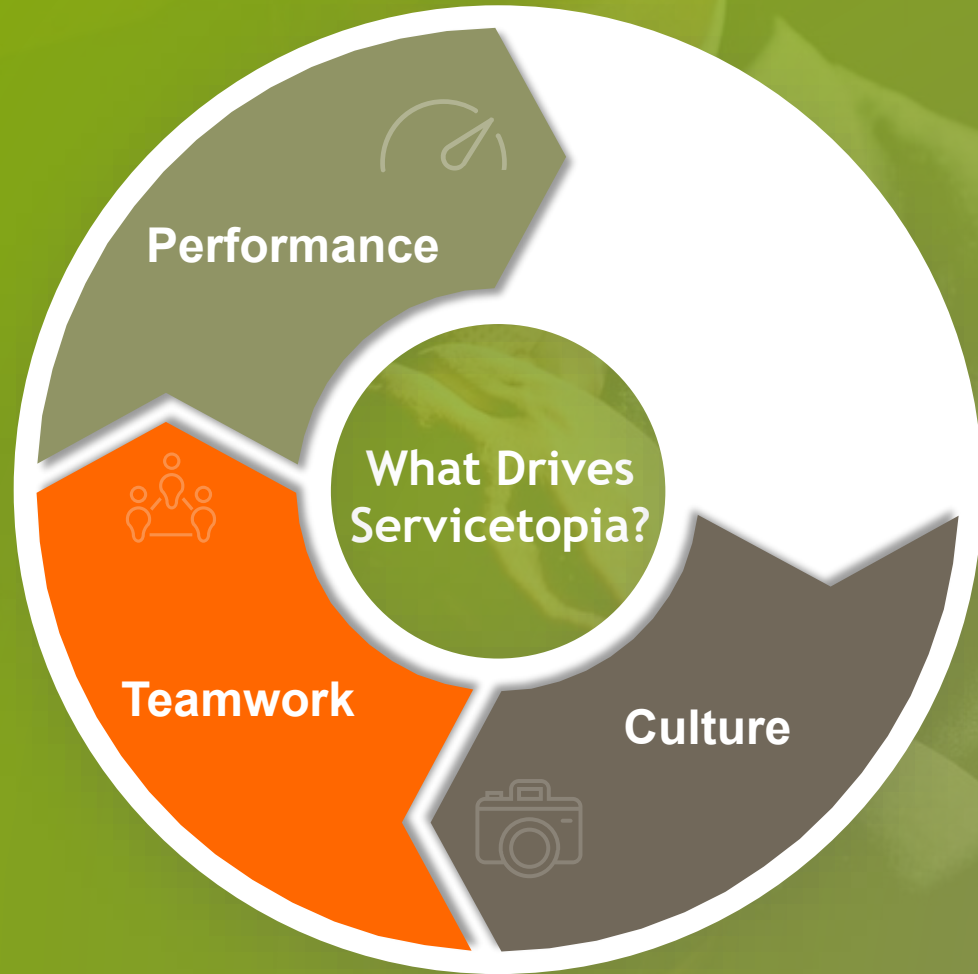 Performance
What Drives
Servicetopia?
Teamwork
Culture